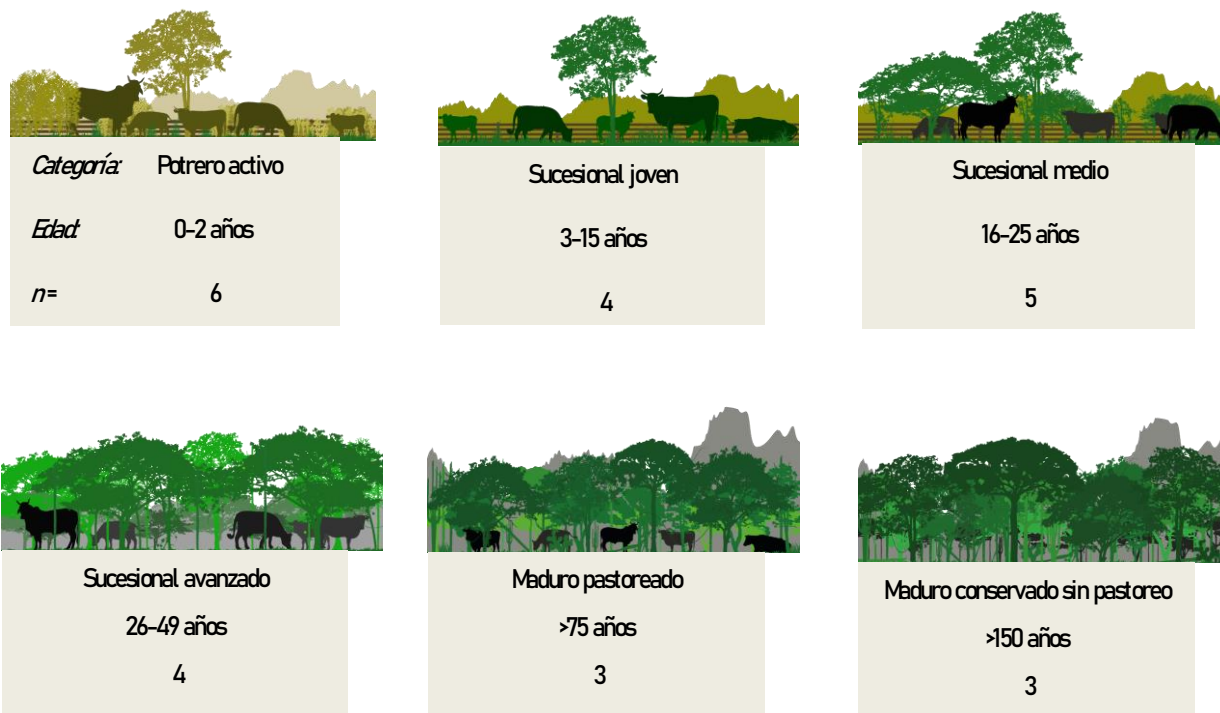 Categoría: Potrero activo
Edad: 0-2 años
n= 6
Sucesional joven
3-15 años
4
Sucesional medio
16-25 años
5
Sucesional avanzado
26-49 años
4
Maduro pastoreado
>75 años
3
Maduro conservado sin pastoreo
>150 años
3